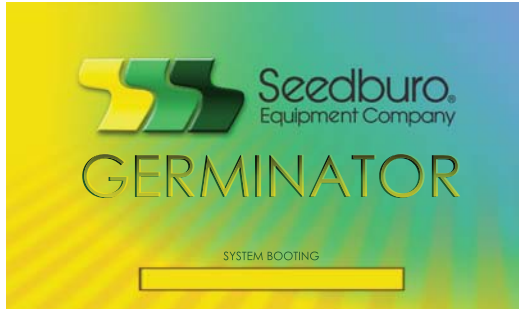 Seedburo®
Equipment Company
GERMINATOR
SYSTEM BOOTING